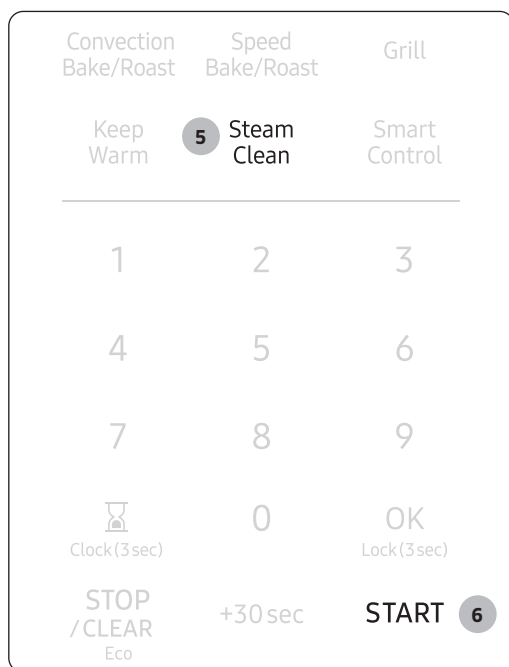 Convection Speed Grill
Bake/Roast Bake/Roast
Keep 5 Steam Smart
Warm Clean Control
1 2 3
4 5 6
7 8 9
0 OK
Clock(3 sec) Lock(3 sec)
STOP +30 sec START 6
/CLEAR
Eco